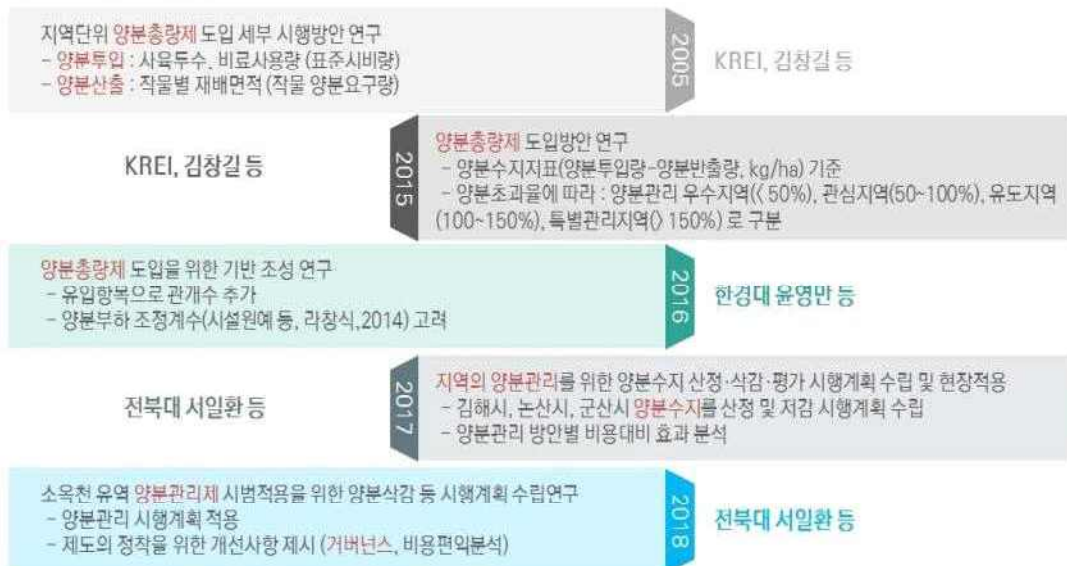 지역단위 양분총량제 도입 세부 시행방안 연구
- 양분투입 : 사육두수, 비료사용량 (표준시비량)
- 양분산출 : 작물별 재배면적 (작물 양분요구량)
2005
KREI, 김창길 등
KREI, 김창길 등
2015
양분총량제 도입방안 연구
- 양분수지지표(양분투입량-양분반출량, kg/ha) 기준
- 양분초과율에 따라 : 양분관리 우수지역(< 50%), 관심지역(50~100%), 유도지역
(100~150%), 특별관리지역(> 150%) 로 구분
양분총량제 도입을 위한 기반 조성 연구
- 유입항목으로 관개수 추가
- 양분부하 조정계수(시설원예 등, 라창식,2014) 고려
2016
한경대 윤영만 등
전북대 서일환 등
2017
지역의 양분관리를 위한 양분수지 산정·삭감·평가 시행계획 수립 및 현장적용
- 김해시, 논산시, 군산시 양분수지를 산정 및 저감 시행계획 수립
- 양분관리 방안별 비용대비 효과 분석
소옥천 유역 양분관리제 시범적용을 위한 양분삭감 등 시행계획 수립연구
- 양분관리 시행계획 적용
- 제도의 정착을 위한 개선사항 제시 (거버넌스, 비용편익분석)
2018
전북대 서일환 등